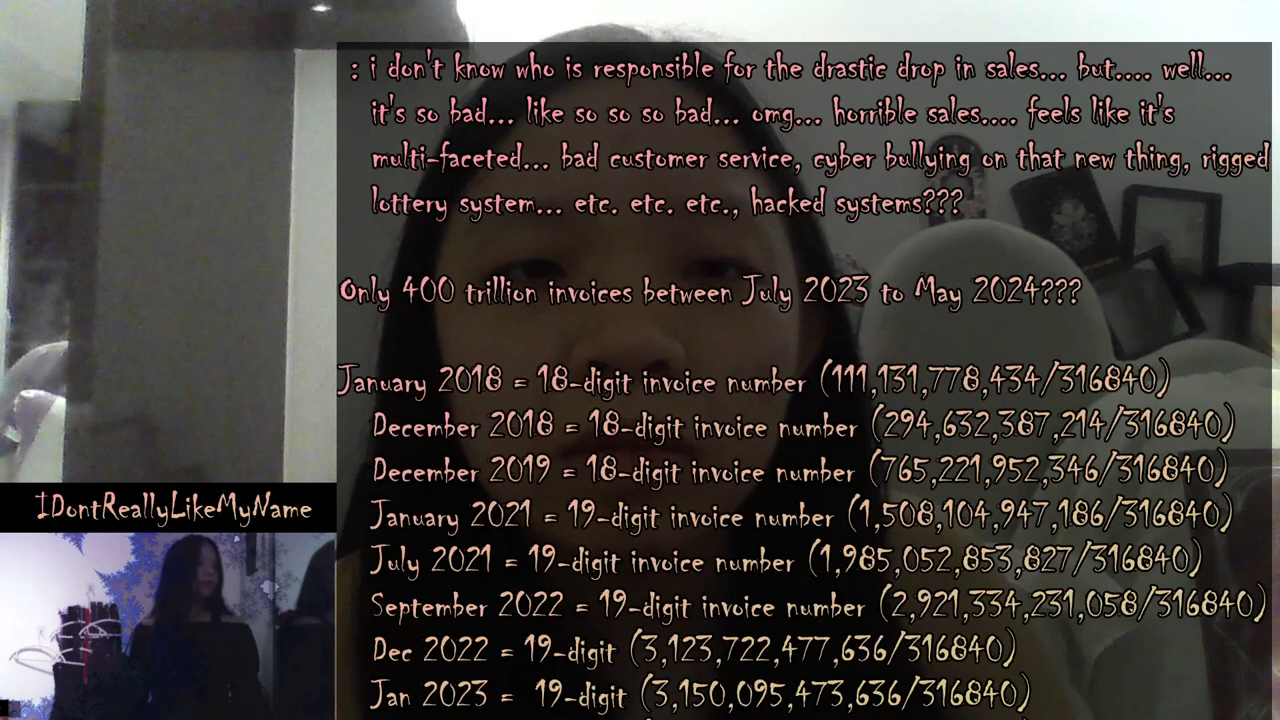 : i don't know who is responsible for the drastic drop in sales... but.... well...
it's so bad... like so so so bad... omg... horrible sales.... feels like it's
multi-faceted... bad customer service, cyber bullying on that new thing, rigged
lottery system... etc. etc. etc., hacked systems???
Only 400 trillion invoices between July 2023 to May 2024???
January 2018 = 18-digit invoice number (111,131,778,434/316840)
December 2018 = 18-digit invoice number (294,632,387,214/316840)
December 2019 = 18-digit invoice number (765,221,952,346/316840)
January 2021 = 19-digit invoice number (1,508,104,947,186/316840)
July 2021 = 19-digit invoice number (1,985,052,853,827/316840)
September 2022 = 19-digit invoice number (2,921,334,231,058/316840)
Dec 2022 = 19-digit (3,123,722,477,636/316840)
Jan 2023 = 19-digit (3,150,095,473,636/316840)
IDontReallyLikeMyName